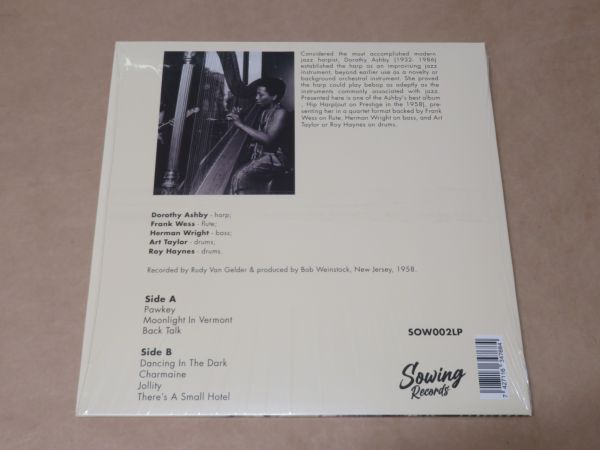 Considered the most accomplished modern
jazz harpist, Dorothy Ashby (1932- 1986)
established the harp as an improvising jazz
instrument, beyond earlier use as a novelty or
background orchestral instrument. She proved
the harp could play bebop as adeptly as the
instruments commonly associated with jazz.
Presented here is one of the Ashby's best album
, Hip Harp(out on Prestige in the 1958), pre-
senting her in a quartet format backed by Frank
Wess on flute, Herman Wright on bass, and Art
Taylor or Roy Haynes on drums.
Dorothy Ashby - harp;
Frank Wess - flute;
Herman Wright - bass;
Art Taylor - drums;
Roy Haynes - drums.
Recorded by Rudy Van Gelder & produced by Bob Weinstock, New Jersey, 1958.
Side A
Pawkey
Moonlight In Vermont
Back Talk
Side B
Dancing In The Dark
Charmaine
Jollity
There's A Small Hotel
SOW002LP
Sowing
Records